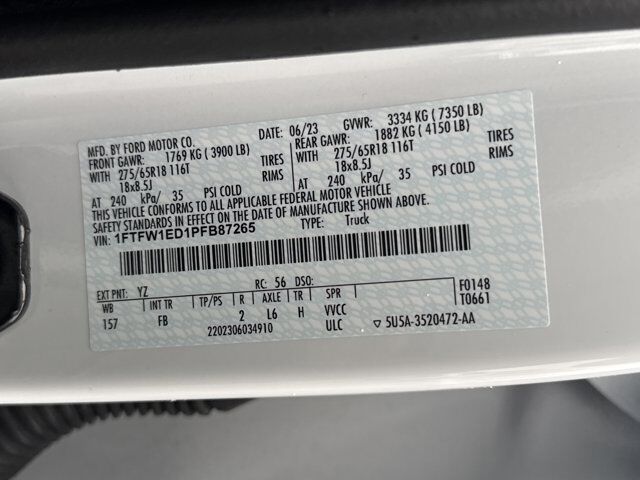 MFD. BY FORD MOTOR CO. DATE: 06/23 GVWR: 3334 KG ( 7350 LB)
FRONT GAWR: 1769 KG ( 3900 LB) REAR GAWR: 1882 KG ( 4150 LB)
WITH 275/65R18 116T TIRES WITH 275/65R18 116T TIRES
18x8.5J RIMS 18x8.5J RIMS
AT 240 kPa/ 35 PSI COLD AT 240 kPa/ 35 PSI COLD
THIS VEHICLE CONFORMS TO ALL APPLICABLE FEDERAL MOTOR VEHICLE
SAFETY STANDARDS IN EFFECT ON THE DATE OF MANUFACTURE SHOWN ABOVE.
VIN: 1FTFW1ED1PFB87265 TYPE: Truck
EXT PNT: YZ RC: 56 DSO:
WB INT TR TP/PS R AXLE TR SPR F0148
157 FB 2 L6 H VVCC T0661
2202306034910 ULC ▽ 5U5A-3520472-AA